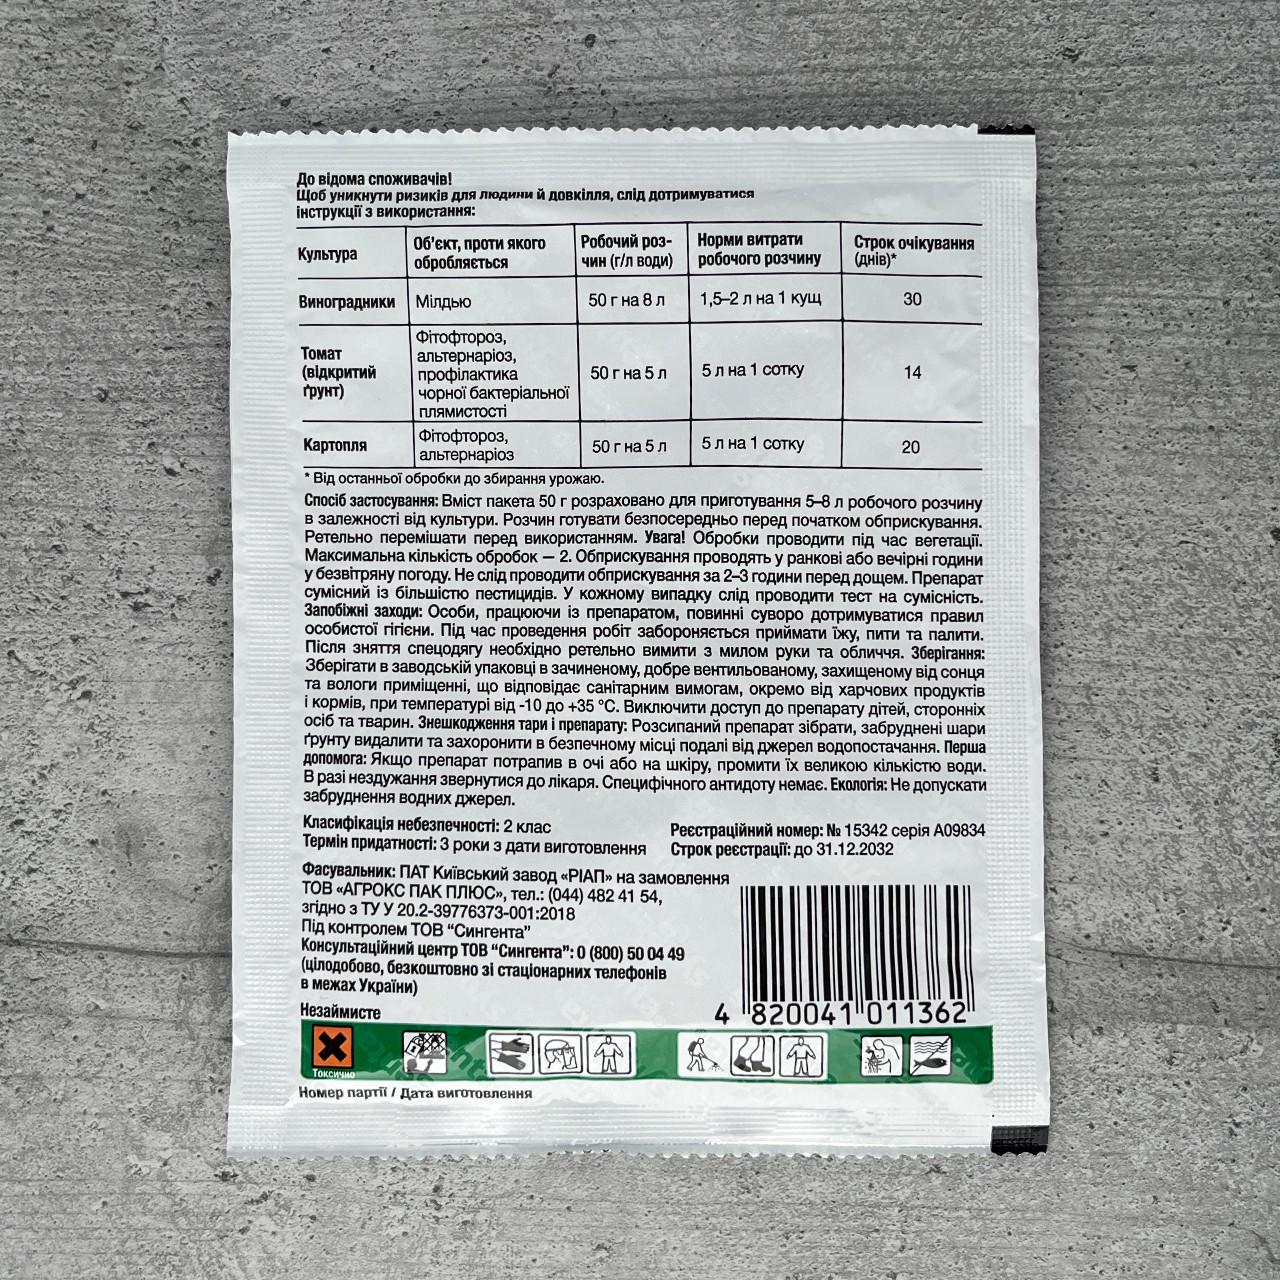 До відома споживачів!
Щоб уникнути ризиків для людини й довкілля, слід дотримуватися
інструкції з використання:
Культура
Об'єкт, проти якого
обробляється
Робочий роз-
чин (г/л води)
Норми витрати
робочого розчину
Строк очікування
(днів)*
Виноградники
Мілдью
50 г на 8 л
1,5–2 л на 1 кущ
30
Томат
(відкритий
ґрунт)
Фітофтороз,
альтернаріоз,
профілактика
чорної бактеріальної
плямистості
50 г на 5 л
5 л на 1 сотку
14
Картопля
Фітофтороз,
альтернаріоз
50 г на 5 л
5 л на 1 сотку
20
* Від останньої обробки до збирання урожаю.
Спосіб застосування: Вміст пакета 50 г розраховано для приготування 5–8 л робочого розчину
в залежності від культури. Розчин готувати безпосередньо перед початком обприскування.
Ретельно перемішати перед використанням. Увага! Обробки проводити під час вегетації.
Максимальна кількість обробок — 2. Обприскування проводять у ранкові або вечірні години
у безвітряну погоду. Не слід проводити обприскування за 2–3 години перед дощем. Препарат
сумісний із більшістю пестицидів. У кожному випадку слід проводити тест на сумісність.
Запобіжні заходи: Особи, працюючи із препаратом, повинні суворо дотримуватися правил
особистої гігієни. Під час проведення робіт забороняється приймати їжу, пити та палити.
Після зняття спецодягу необхідно ретельно вимити з милом руки та обличчя. Зберігання:
Зберігати в заводській упаковці в зачиненому, добре вентильованому, захищеному від сонця
та вологи приміщенні, що відповідає санітарним вимогам, окремо від харчових продуктів
і кормів, при температурі від -10 до +35 °С. Виключити доступ до препарату дітей, сторонніх
осіб та тварин. Знешкодження тари і препарату: Розсипаний препарат зібрати, забруднені шари
ґрунту видалити та захоронити в безпечному місці подалі від джерел водопостачання. Перша
допомога: Якщо препарат потрапив в очі або на шкіру, промити їх великою кількістю води.
В разі нездужання звернутися до лікаря. Специфічного антидоту немає. Екологія: Не допускати
забруднення водних джерел.
Класифікація небезпечності: 2 клас
Термін придатності: 3 роки з дати виготовлення
Реєстраційний номер: № 15342 серія А09834
Строк реєстрації: до 31.12.2032
Фасувальник: ПАТ Київський завод «РІАП» на замовлення
ТОВ «АГРОКС ПАК ПЛЮС», тел.: (044) 482 41 54,
згідно з ТУ У 20.2-39776373-001:2018
Під контролем ТОВ “Сингента”
Консультаційний центр ТОВ “Сингента”: 0 (800) 50 04 49
(цілодобово, безкоштовно зі стаціонарних телефонів
в межах України)
4 820041 011362
Незаймисте
Токсично
Номер партії / Дата виготовлення